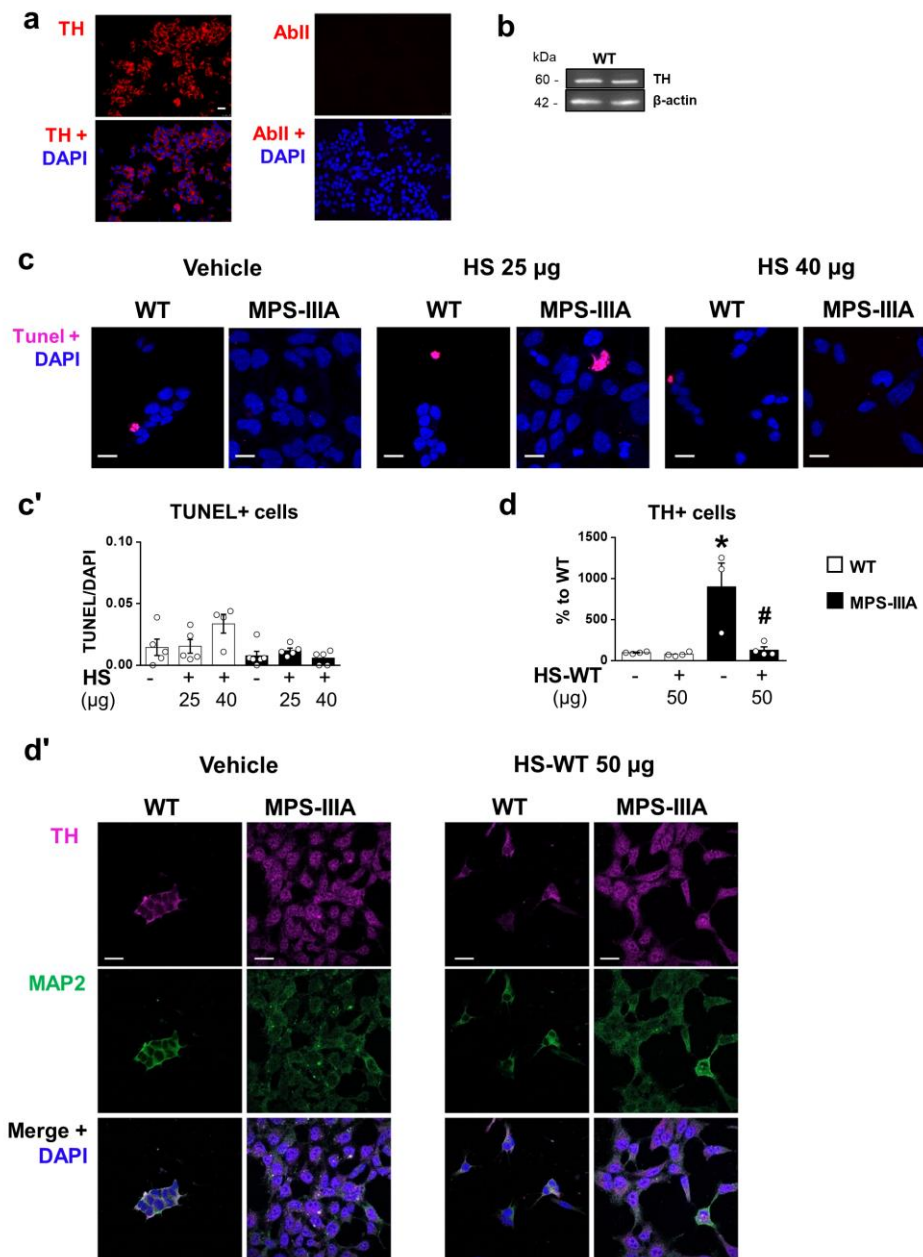 a
TH
AbII
TH +
DAPI
AbII +
DAPI
b
kDa
WT
60 -
TH
42 -
β-actin
c
Vehicle
HS 25 µg
HS 40 µg
WT
MPS-IIIA
WT
MPS-IIIA
WT
MPS-IIIA
Tunel +
DAPI
c'
TUNEL+ cells
TUNEL/DAPI
0.10
0.05
0.00
HS
- + + - + +
(µg)
25 40 25 40
d
TH+ cells
% to WT
1500
1000
500
0
*
#
WT
MPS-IIIA
HS-WT
- + - +
(µg)
50 50
d'
Vehicle
HS-WT 50 µg
WT
MPS-IIIA
WT
MPS-IIIA
TH
MAP2
Merge +
DAPI